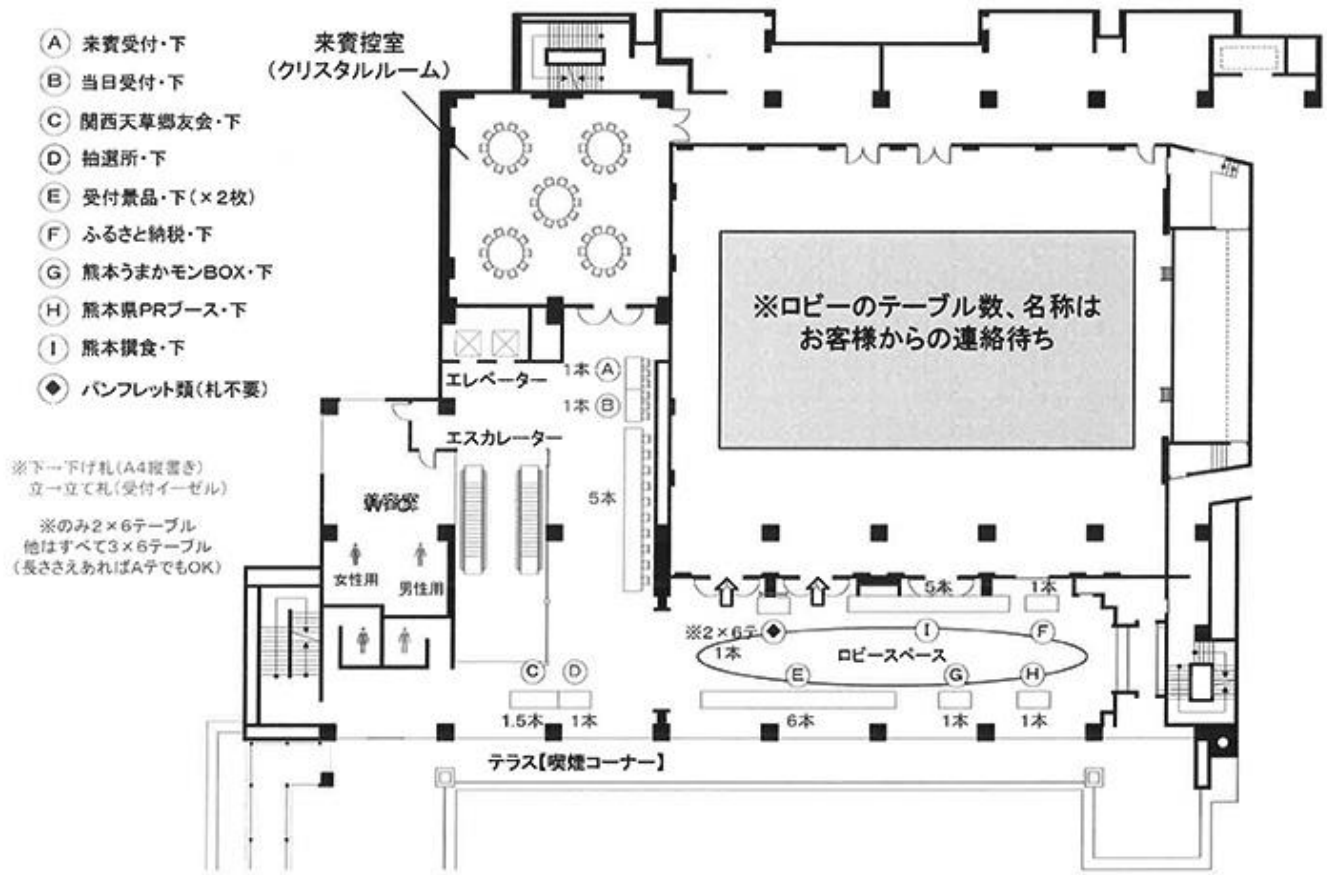 A 来賓受付・下
B 当日受付・下
C 関西天草郷友会・下
D 抽選所・下
E 受付景品・下(×2枚)
F ふるさと納税・下
G 熊本うまかモンBOX・下
H 熊本県PRブース・下
I 熊本撰食・下
◆ パンフレット類(札不要)
※下→下げ札(A4縦書き)
立→立て札(受付イーゼル)
※のみ2×6テーブル
他はすべて3×6テーブル
(長ささえあればAテでもOK)
来賓控室
(クリスタルルーム)
※ロビーのテーブル数、名称は
お客様からの連絡待ち
エレベーター
1本 A
1本 B
エスカレーター
5本
女性用
男性用
5本
1本
※2×6テ ◆
1本
I
F
ロビースペース
C
D
E
G
H
1.5本
1本
6本
1本
1本
テラス【喫煙コーナー】